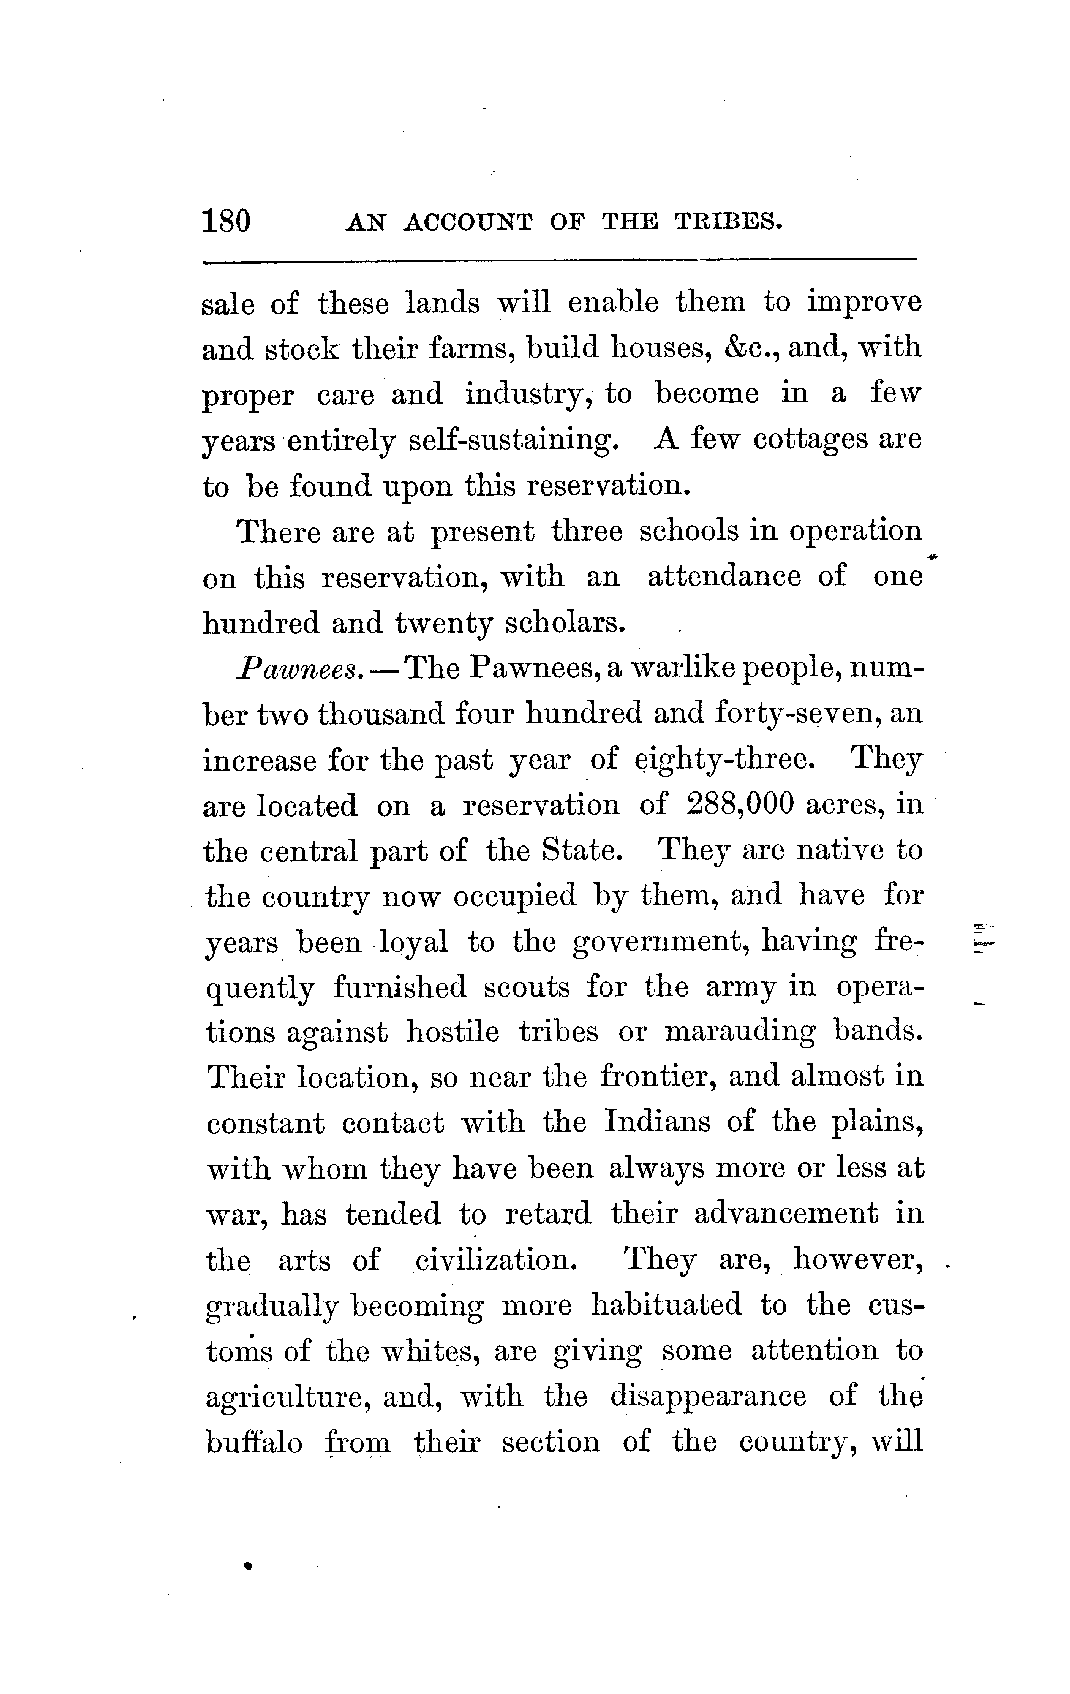 180 AN ACCOUNT OF THE TRIBES.
sale of these lands will enable them to improve
and stock their farms, build houses, &c., and, with
proper care and industry, to become in a few
years entirely self-sustaining. A few cottages are
to be found upon this reservation.
There are at present three schools in operation
on this reservation, with an attendance of one
hundred and twenty scholars.
Pawnees.—The Pawnees, a warlike people, num-
ber two thousand four hundred and forty-seven, an
increase for the past year of eighty-three. They
are located on a reservation of 288,000 acres, in
the central part of the State. They are native to
the country now occupied by them, and have for
years been loyal to the government, having fre-
quently furnished scouts for the army in opera-
tions against hostile tribes or marauding bands.
Their location, so near the frontier, and almost in
constant contact with the Indians of the plains,
with whom they have been always more or less at
war, has tended to retard their advancement in
the arts of civilization. They are, however,
gradually becoming more habituated to the cus-
toms of the whites, are giving some attention to
agriculture, and, with the disappearance of the
buffalo from their section of the country, will